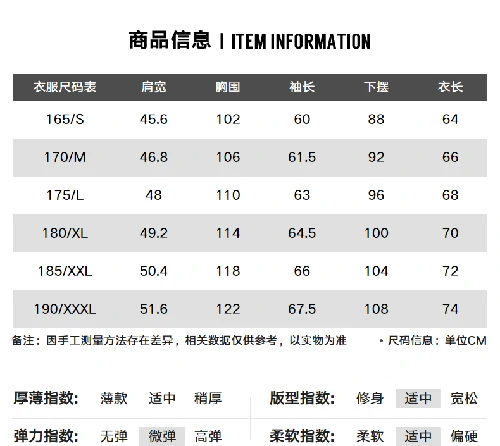 商品信息 | ITEM INFORMATION
衣服尺码表 肩宽 胸围 袖长 下摆 衣长
165/S 45.6 102 60 88 64
170/M 46.8 106 61.5 92 66
175/L 48 110 63 96 68
180/XL 49.2 114 64.5 100 70
185/XXL 50.4 118 66 104 72
190/XXXL 51.6 122 67.5 108 74
备注：因手工测量方法存在差异，相关数据仅供参考，以实物为准 • 尺码信息：单位CM
厚薄指数： 薄款 适中 稍厚 版型指数： 修身 适中 宽松
弹力指数： 无弹 微弹 高弹 柔软指数： 柔软 适中 偏硬